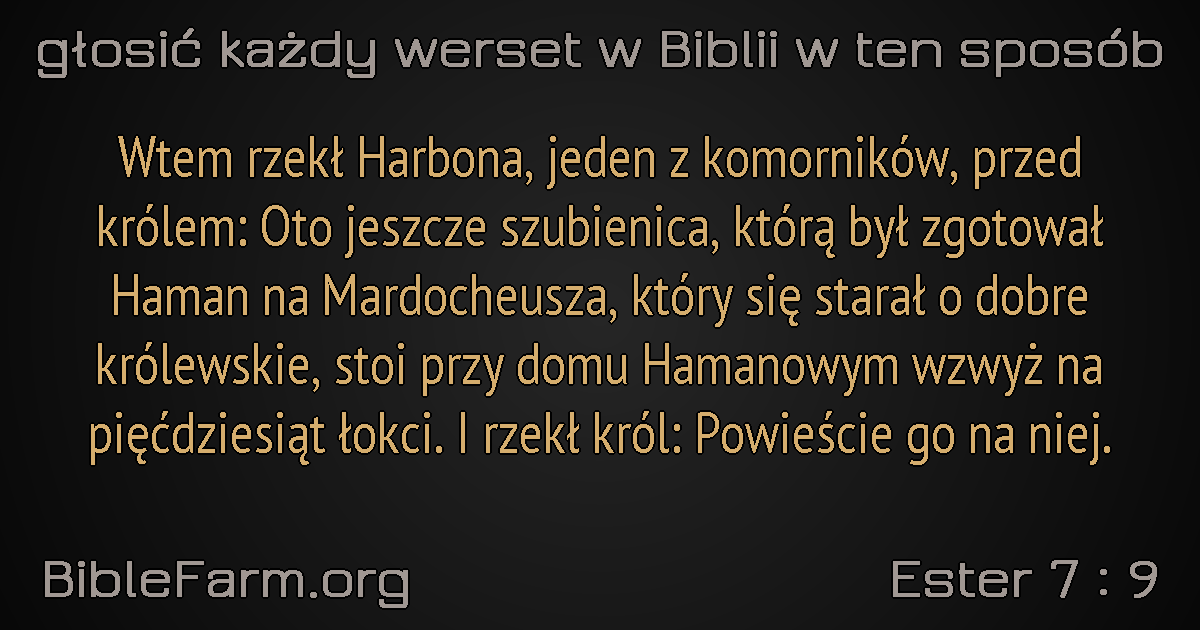 głosić każdy werset w Biblii w ten sposób
Wtem rzekł Harbona, jeden z komorników, przed
królem: Oto jeszcze szubienica, którą był zgotował
Haman na Mardocheusza, który się starał o dobre
królewskie, stoi przy domu Hamanowym wzwyż na
pięćdziesiąt łokci. I rzekł król: Powieście go na niej.
BibleFarm.org
Ester 7 : 9